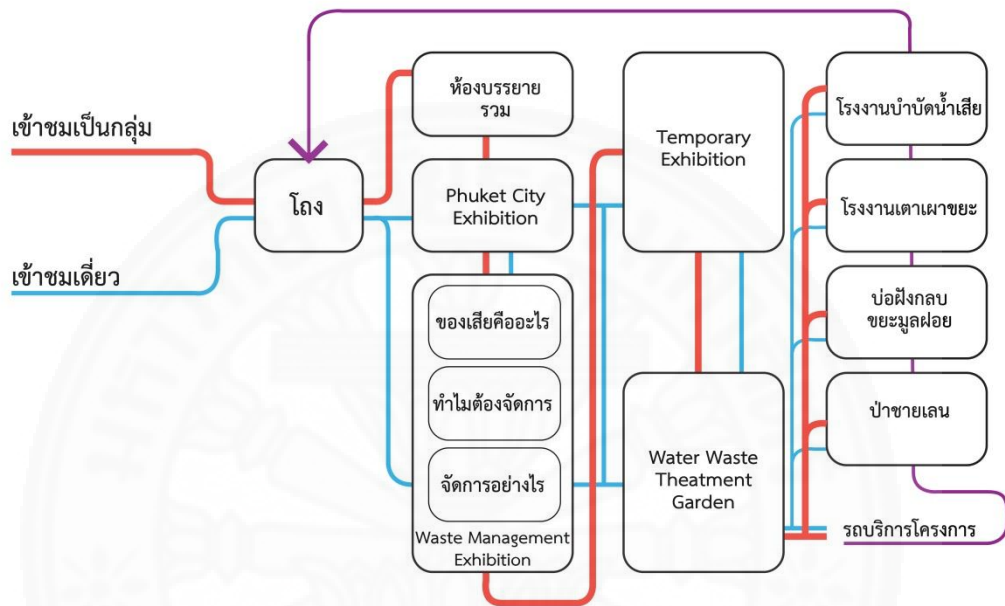 เข้าชมเป็นกลุ่ม
เข้าชมเดี่ยว
โถง
ห้องบรรยาย
รวม
Phuket City
Exhibition
ของเสียคืออะไร
ทำไมต้องจัดการ
จัดการอย่างไร
Waste Management
Exhibition
Temporary
Exhibition
Water Waste
Theatment
Garden
โรงงานบำบัดน้ำเสีย
โรงงานเตาเผาขยะ
บ่อฝังกลบ
ขยะมูลฝอย
ป่าชายเลน
รถบริการโครงการ